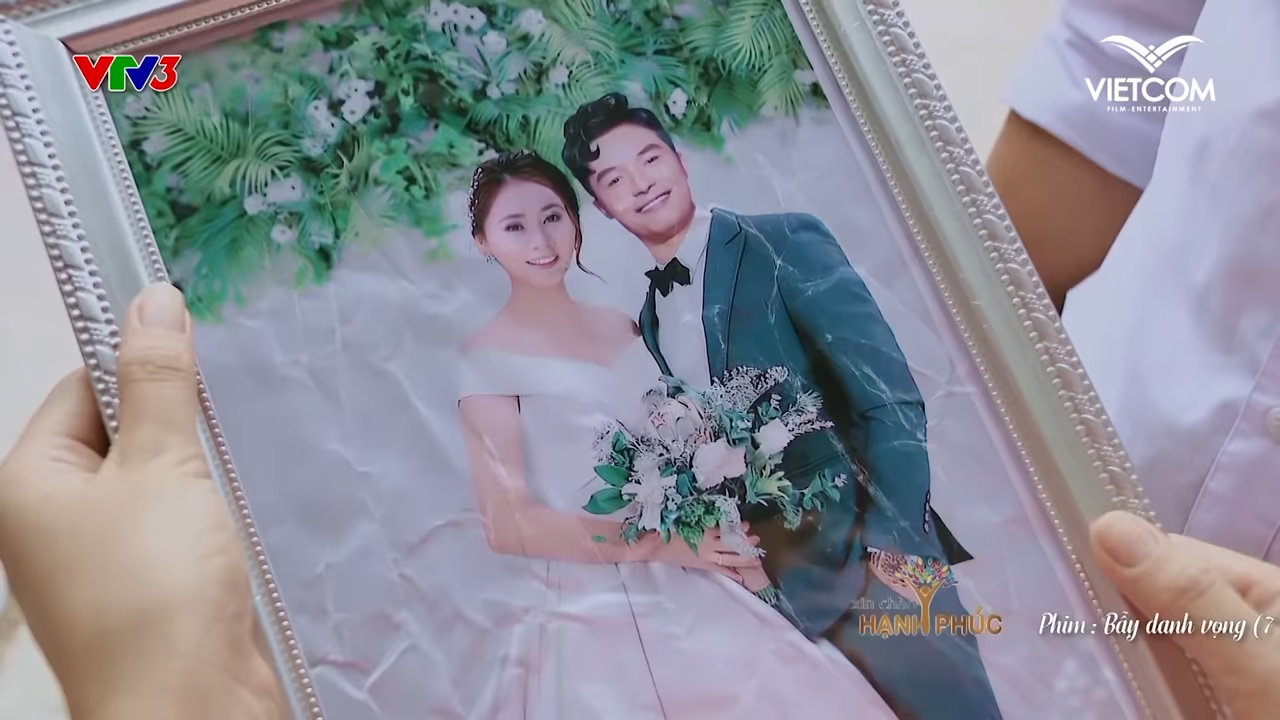 VTV3
VIETCOM
FILM - ENTERTAINMENT
xin chào
HẠNH PHÚC
Phim : Bẫy danh vọng (7